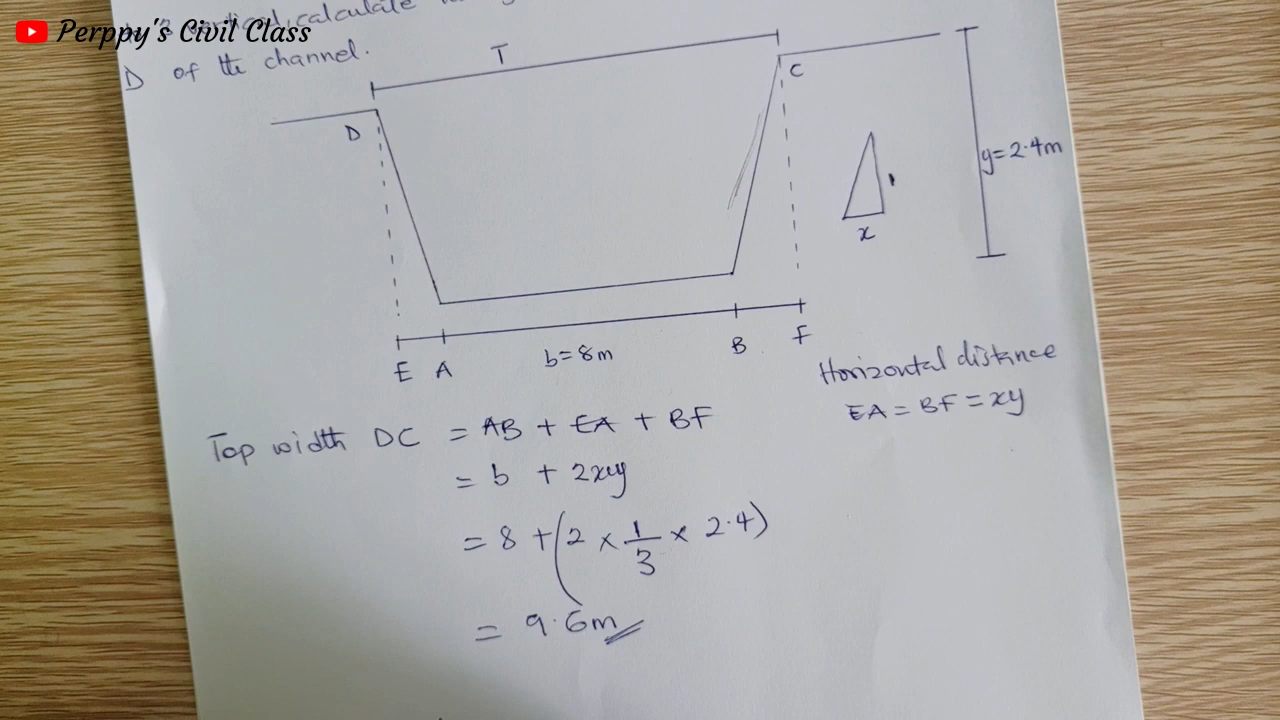 Perppy's Civil Class
calculate
D of the channel.
T
D
C
y=2.4m
1
x
E A b=8m B F
Horizontal distance
EA = BF = xy
Top width DC = AB + EA + BF
= b + 2xy
= 8 + (2 × 1/3 × 2.4)
= 9.6m